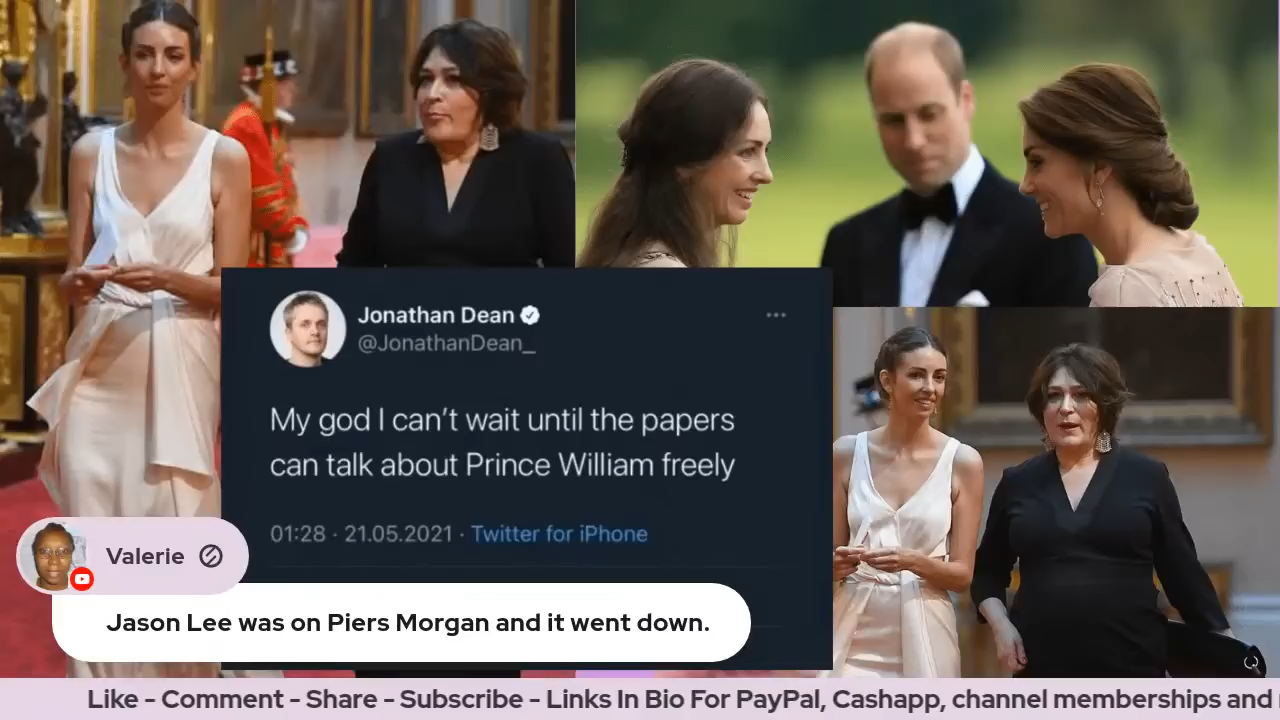 Jonathan Dean
@JonathanDean_
My god I can't wait until the papers
can talk about Prince William freely
01:28 · 21.05.2021 · Twitter for iPhone
Valerie
Jason Lee was on Piers Morgan and it went down.
Like - Comment - Share - Subscribe - Links In Bio For PayPal, Cashapp, channel memberships and